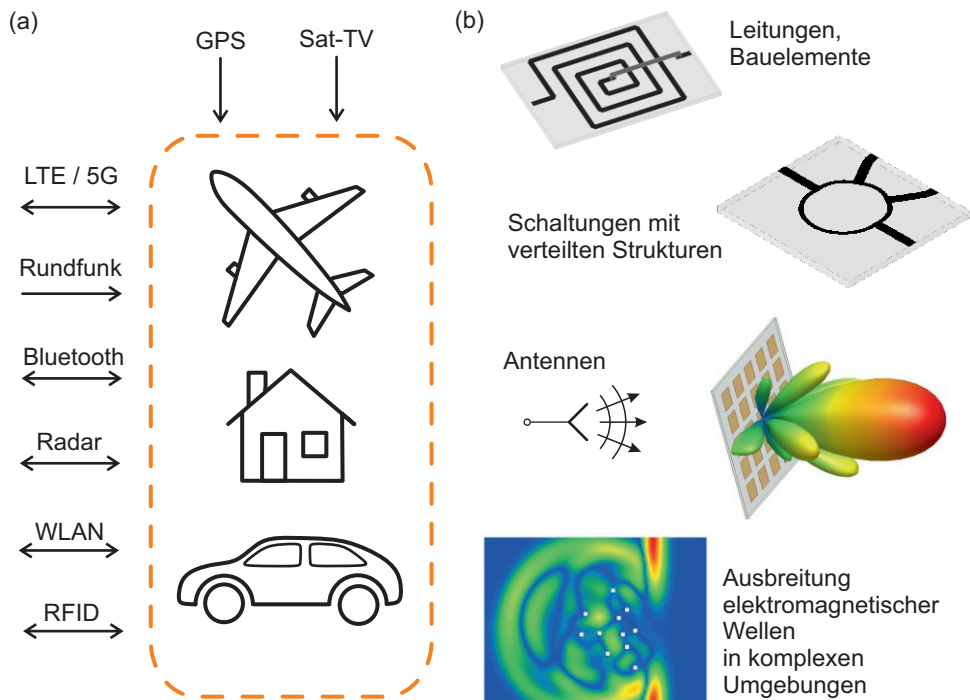 (a)
GPS
Sat-TV
LTE / 5G
Rundfunk
Bluetooth
Radar
WLAN
RFID
(b)
Leitungen,
Bauelemente
Schaltungen mit
verteilten Strukturen
Antennen
Ausbreitung
elektromagnetischer
Wellen
in komplexen
Umgebungen